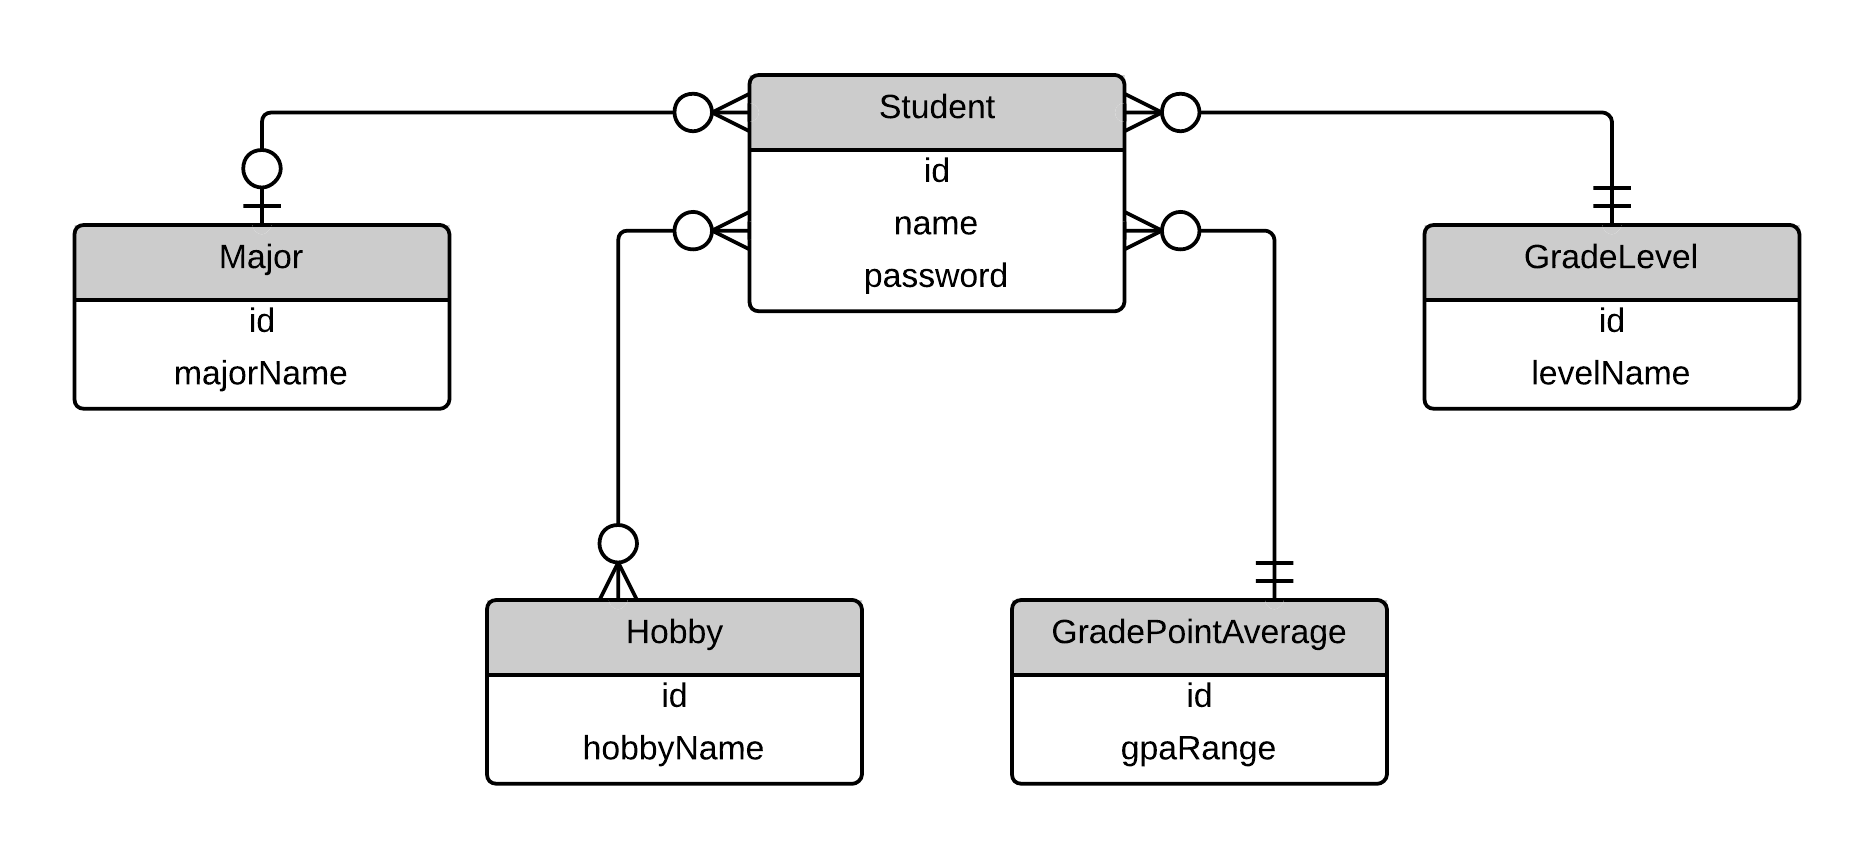 Student
id
name
password
Major
id
majorName
GradeLevel
id
levelName
Hobby
id
hobbyName
GradePointAverage
id
gpaRange